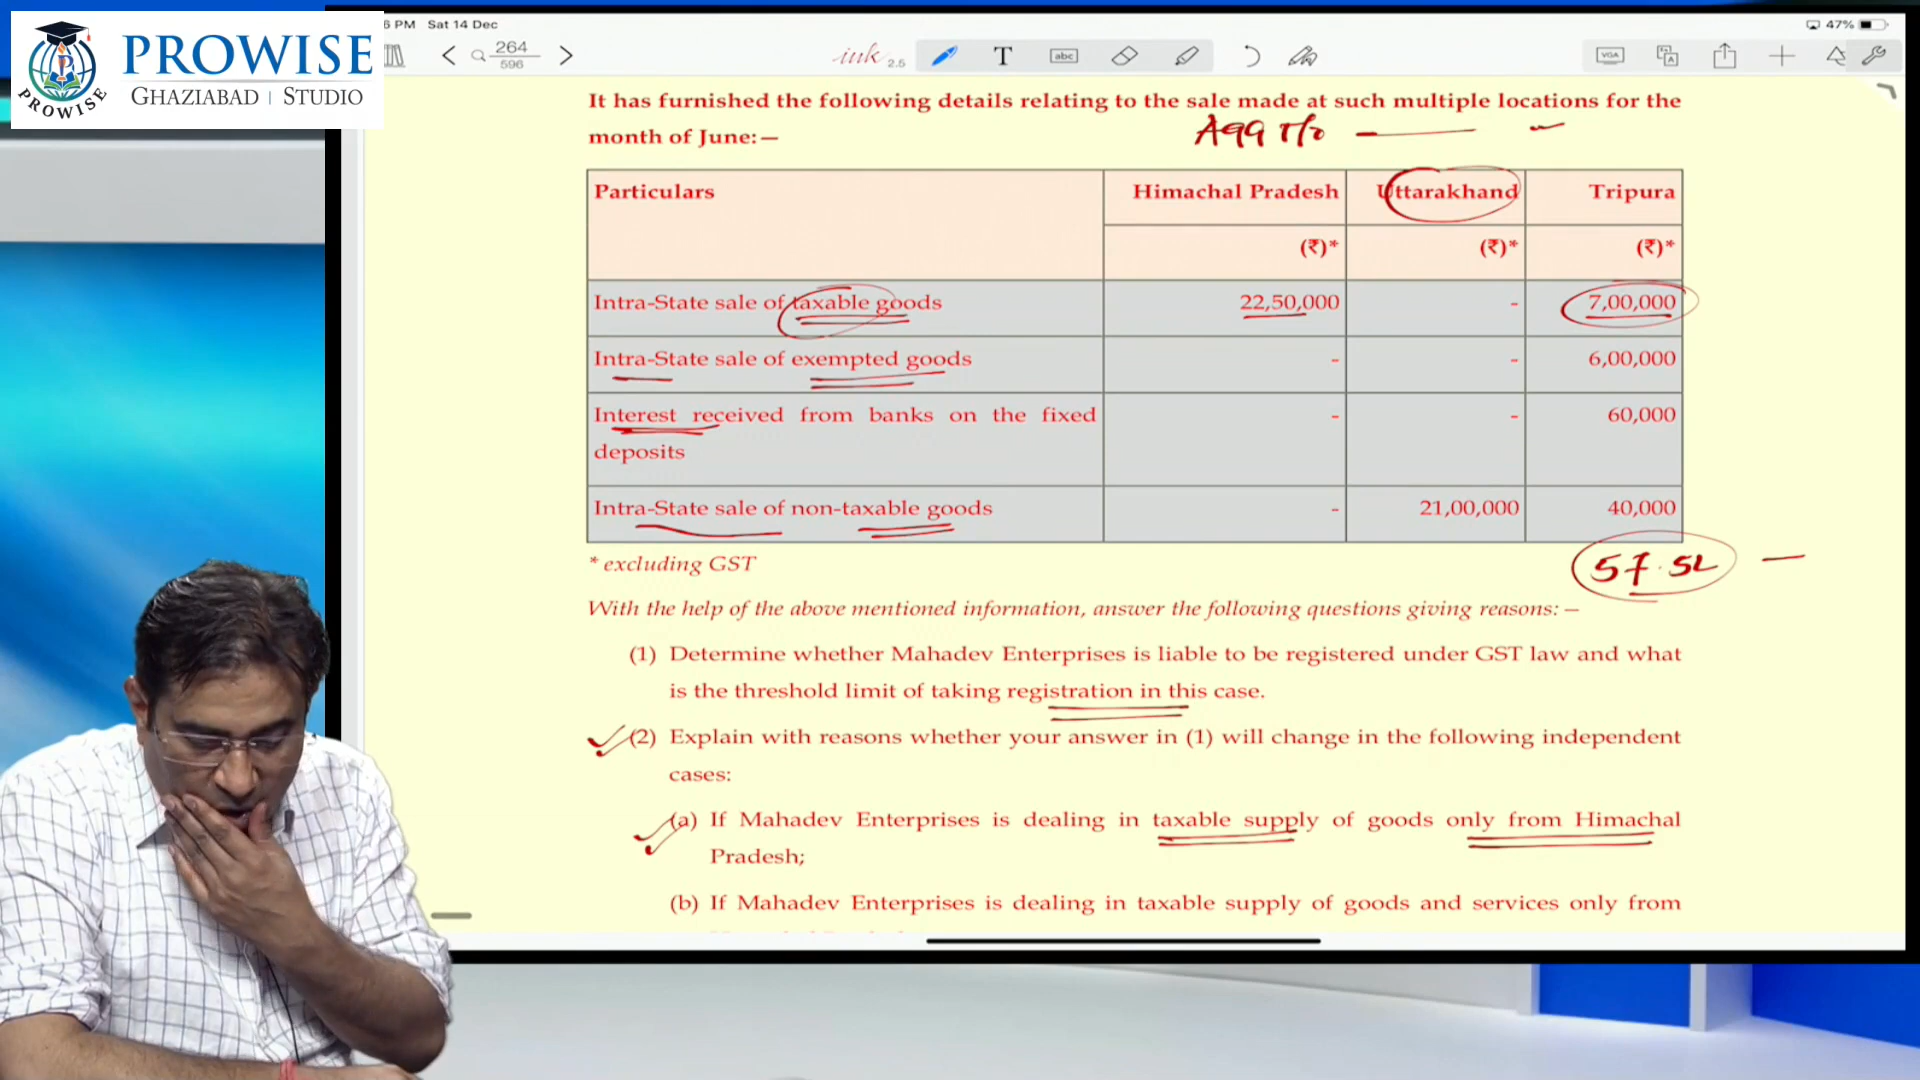 6 PM Sat 14 Dec
47%
PROWISE
GHAZIABAD | STUDIO
PROWISE
264
596
ink 2.5
T
abc
VGA
It has furnished the following details relating to the sale made at such multiple locations for the
month of June:–
Agg T/o
Particulars Himachal Pradesh Uttarakhand Tripura
(₹)* (₹)* (₹)*
Intra-State sale of taxable goods 22,50,000 - 7,00,000
Intra-State sale of exempted goods - - 6,00,000
Interest received from banks on the fixed - - 60,000
deposits
Intra-State sale of non-taxable goods - 21,00,000 40,000
* excluding GST
57.5L
With the help of the above mentioned information, answer the following questions giving reasons:–
(1) Determine whether Mahadev Enterprises is liable to be registered under GST law and what
is the threshold limit of taking registration in this case.
(2) Explain with reasons whether your answer in (1) will change in the following independent
cases:
(a) If Mahadev Enterprises is dealing in taxable supply of goods only from Himachal
Pradesh;
(b) If Mahadev Enterprises is dealing in taxable supply of goods and services only from